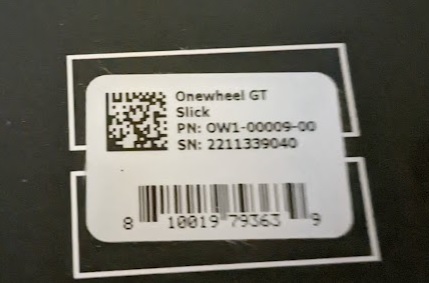 Onewheel GT
Slick
PN: OW1-00009-00
SN: 2211339040
8 10019 79363 9